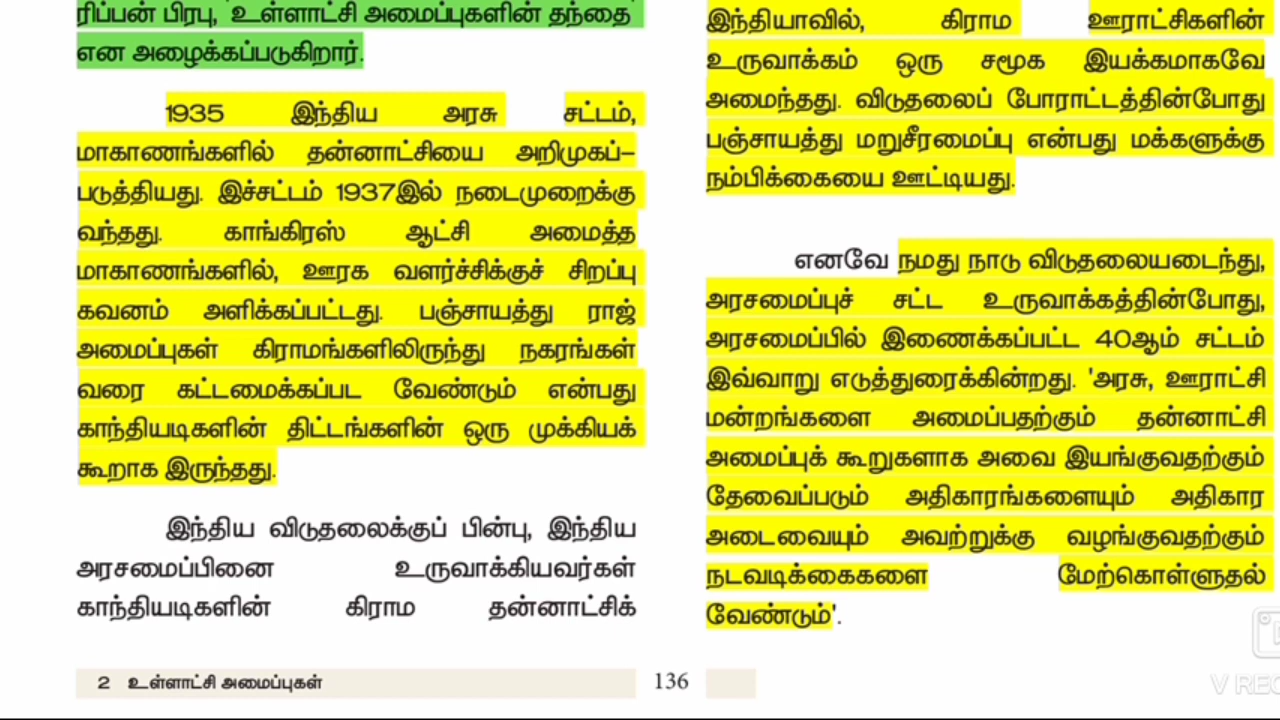 ரிப்பன் பிரபு, 'உள்ளாட்சி அமைப்புகளின் தந்தை'
என அழைக்கப்படுகிறார்.
1935 இந்திய அரசு சட்டம்,
மாகாணங்களில் தன்னாட்சியை அறிமுகப்–
படுத்தியது. இச்சட்டம் 1937இல் நடைமுறைக்கு
வந்தது. காங்கிரஸ் ஆட்சி அமைத்த
மாகாணங்களில், ஊரக வளர்ச்சிக்குச் சிறப்பு
கவனம் அளிக்கப்பட்டது. பஞ்சாயத்து ராஜ்
அமைப்புகள் கிராமங்களிலிருந்து நகரங்கள்
வரை கட்டமைக்கப்பட வேண்டும் என்பது
காந்தியடிகளின் திட்டங்களின் ஒரு முக்கியக்
கூறாக இருந்தது.
இந்திய விடுதலைக்குப் பின்பு, இந்திய
அரசமைப்பினை உருவாக்கியவர்கள்
காந்தியடிகளின் கிராம தன்னாட்சிக்
இந்தியாவில், கிராம ஊராட்சிகளின்
உருவாக்கம் ஒரு சமூக இயக்கமாகவே
அமைந்தது. விடுதலைப் போராட்டத்தின்போது
பஞ்சாயத்து மறுசீரமைப்பு என்பது மக்களுக்கு
நம்பிக்கையை ஊட்டியது.
எனவே நமது நாடு விடுதலையடைந்து,
அரசமைப்புச் சட்ட உருவாக்கத்தின்போது,
அரசமைப்பில் இணைக்கப்பட்ட 40ஆம் சட்டம்
இவ்வாறு எடுத்துரைக்கின்றது. 'அரசு, ஊராட்சி
மன்றங்களை அமைப்பதற்கும் தன்னாட்சி
அமைப்புக் கூறுகளாக அவை இயங்குவதற்கும்
தேவைப்படும் அதிகாரங்களையும் அதிகார
அடைவையும் அவற்றுக்கு வழங்குவதற்கும்
நடவடிக்கைகளை மேற்கொள்ளுதல்
வேண்டும்'.
2 உள்ளாட்சி அமைப்புகள்
136
V REC